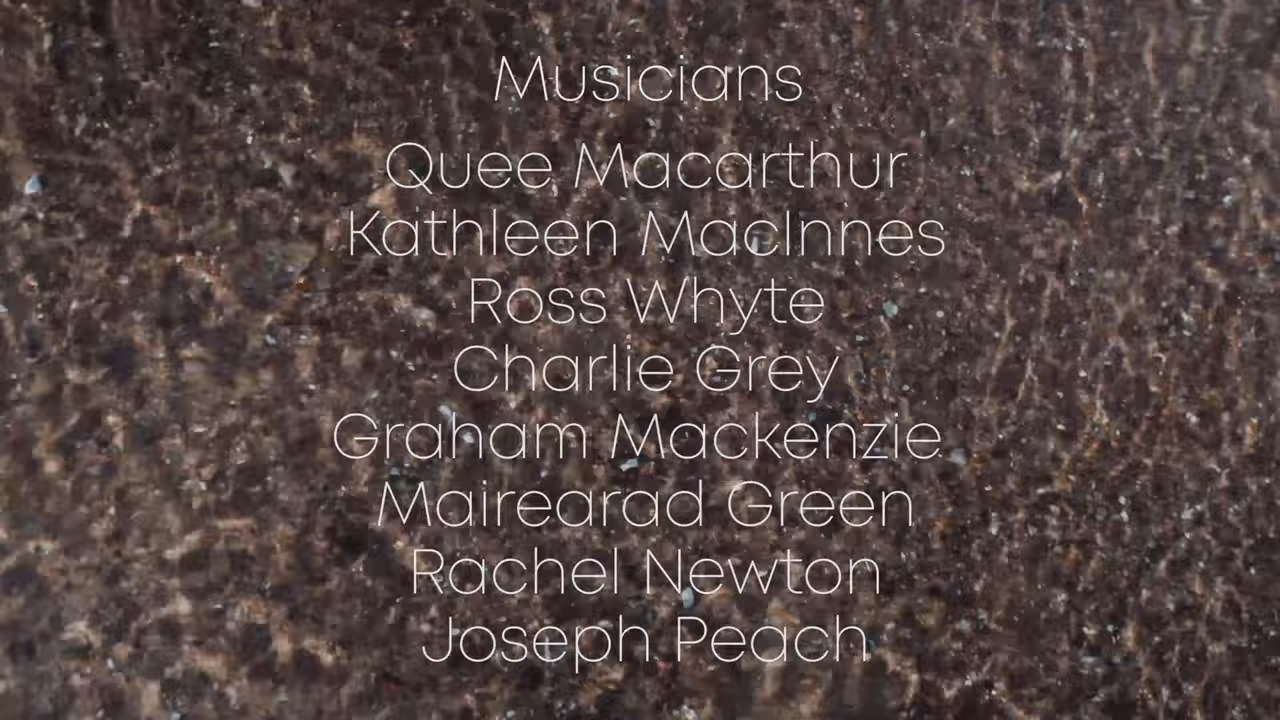 Musicians
Quee Macarthur
Kathleen MacInnes
Ross Whyte
Charlie Grey
Graham Mackenzie
Mairearad Green
Rachel Newton
Joseph Peach